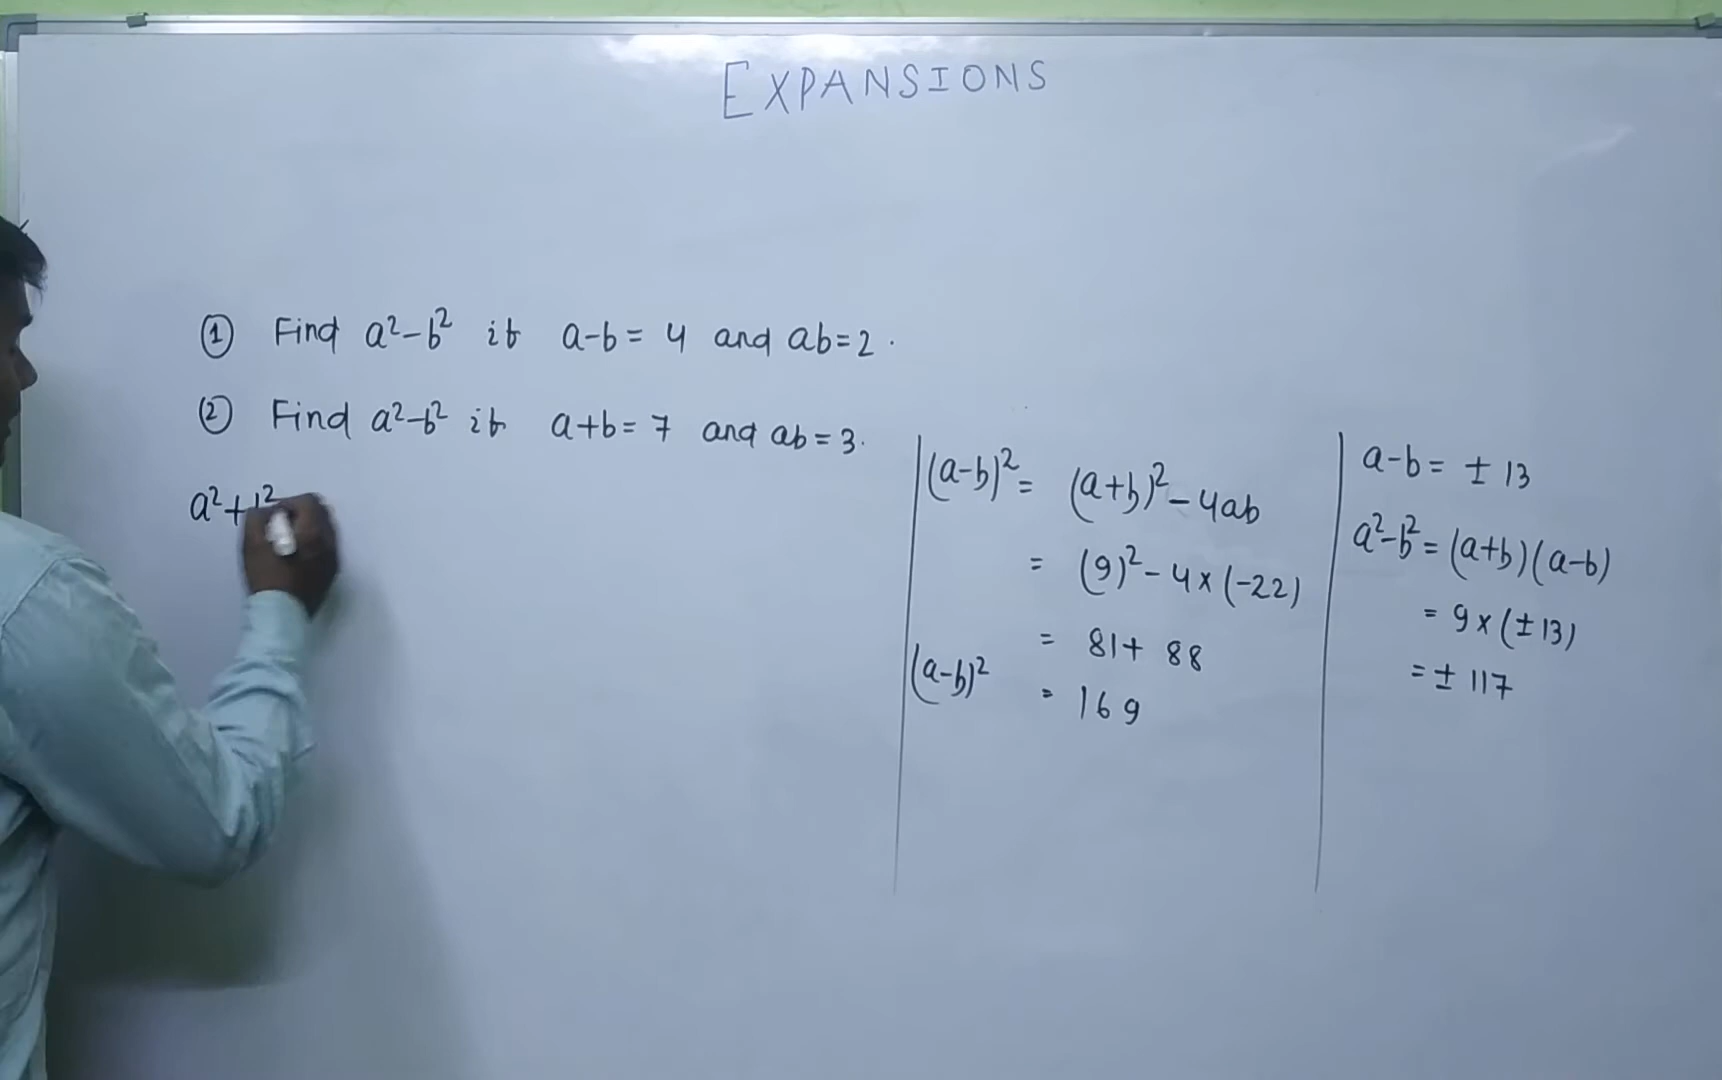 EXPANSIONS
① Find a²-b² if a-b = 4 and ab=2.
② Find a²-b² if a+b= 7 and ab=3.
a²+b²
(a-b)² = (a+b)² - 4ab
= (9)² - 4 x (-22)
= 81+ 88
(a-b)² = 169
a-b = ± 13
a²-b² = (a+b)(a-b)
= 9 x (±13)
= ± 117